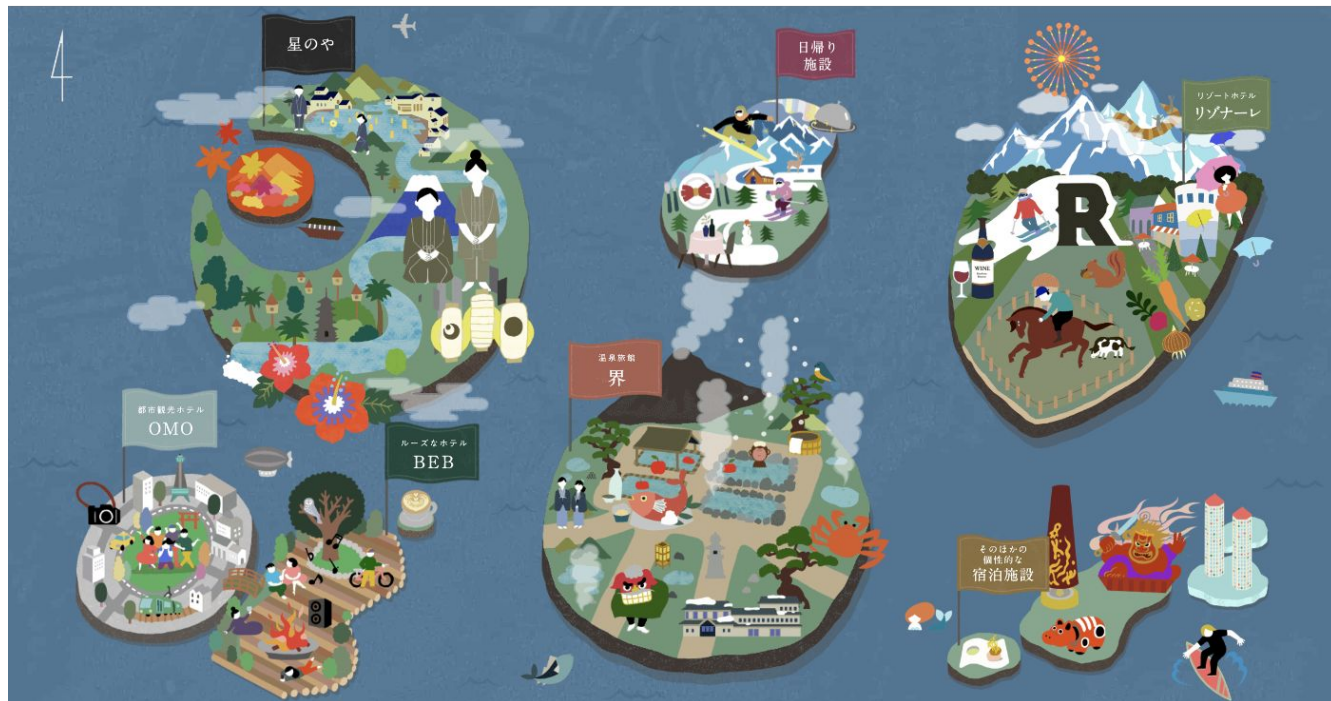 星のや
日帰り
施設
リゾートホテル
リゾナーレ
R
WINE
温泉旅館
界
都市観光ホテル
OMO
ルーズなホテル
BEB
そのほかの
個性的な
宿泊施設